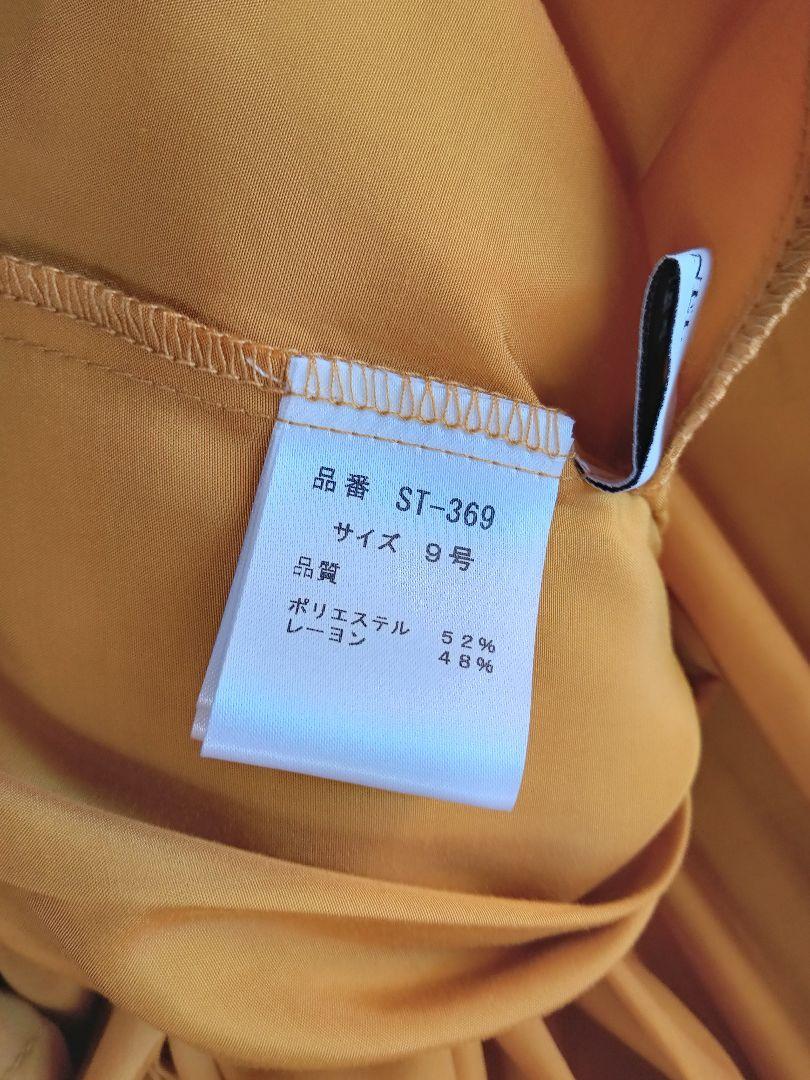 品番 ST-369
サイズ 9号
品質
ポリエステル 52%
レーヨン 48%